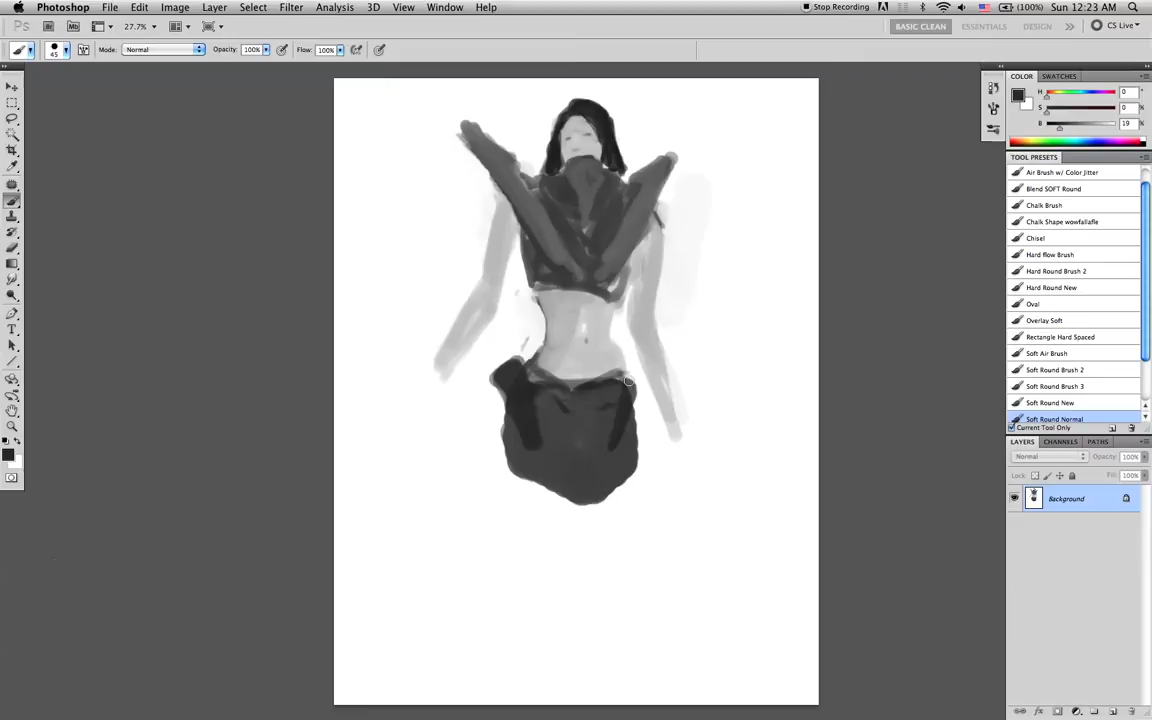 Photoshop File Edit Image Layer Select Filter Analysis 3D View Window Help Stop Recording (100%) Sun 12:23 AM
Ps Br Mb 27.7% BASIC CLEAN ESSENTIALS DESIGN CS Live
45 Mode: Normal Opacity: 100% Flow: 100%
COLOR SWATCHES
H 0 °
S 0 %
B 19 %
TOOL PRESETS
Air Brush w/ Color Jitter
Blend SOFT Round
Chalk Brush
Chalk Shape wowfallafle
Chisel
Hard flow Brush
Hard Round Brush 2
Hard Round New
Oval
Overlay Soft
Rectangle Hard Spaced
Soft Air Brush
Soft Round Brush 2
Soft Round Brush 3
Soft Round New
Soft Round Normal
Current Tool Only
LAYERS CHANNELS PATHS
Normal Opacity: 100%
Lock: Fill: 100%
Background